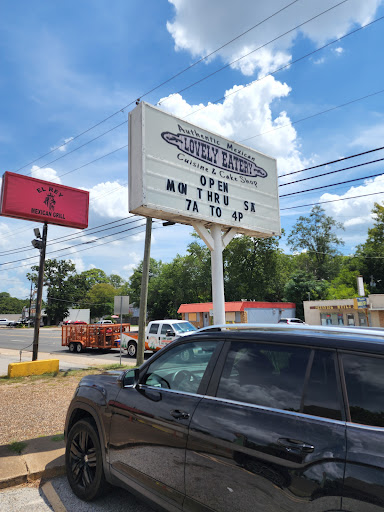 EL REY
MEXICAN GRILL
Authentic Mexican
LOVELY EATERY
Cuisine & Cake Shop
OPEN
MON THRU SA
7A TO 4P